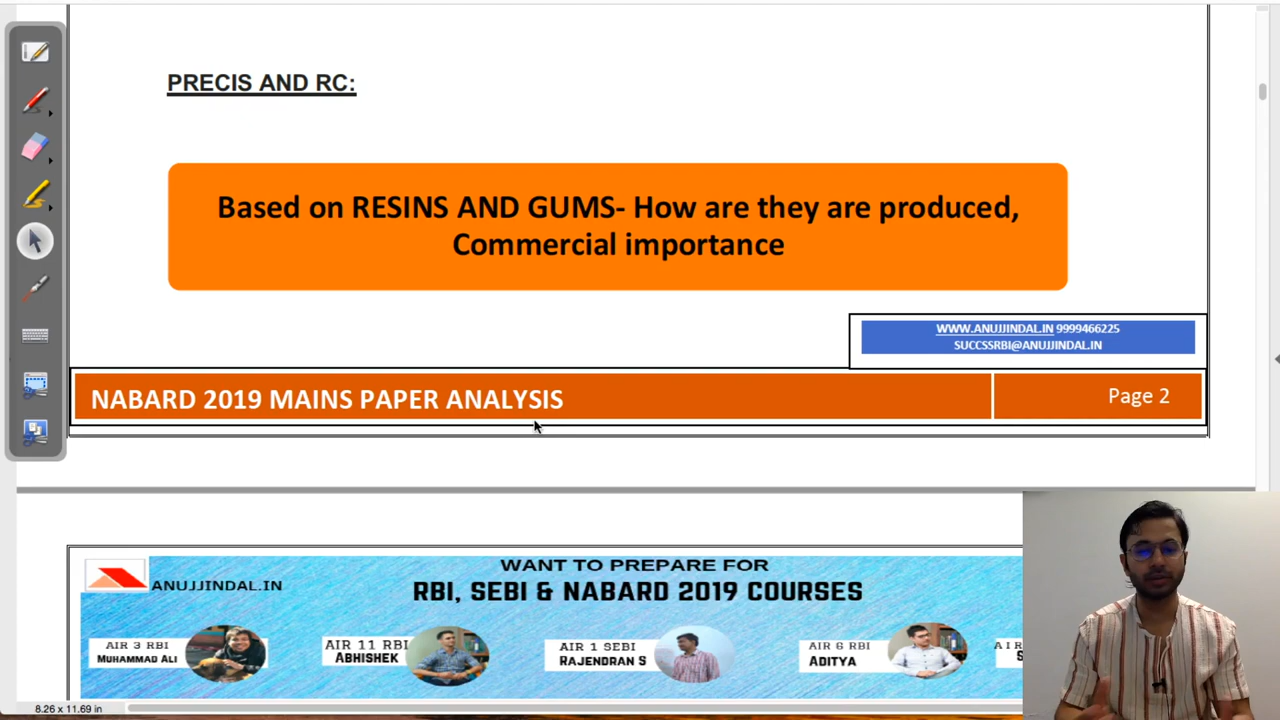 PRECIS AND RC:
Based on RESINS AND GUMS- How are they are produced,
Commercial importance
WWW.ANUJJINDAL.IN 9999466225
SUCCSSRBI@ANUJJINDAL.IN
NABARD 2019 MAINS PAPER ANALYSIS
Page 2
ANUJJINDAL.IN
WANT TO PREPARE FOR
RBI, SEBI & NABARD 2019 COURSES
AIR 3 RBI
MUHAMMAD ALI
AIR 11 RBI
ABHISHEK
AIR 1 SEBI
RAJENDRAN S
AIR 6 RBI
ADITYA
8.26 x 11.69 in